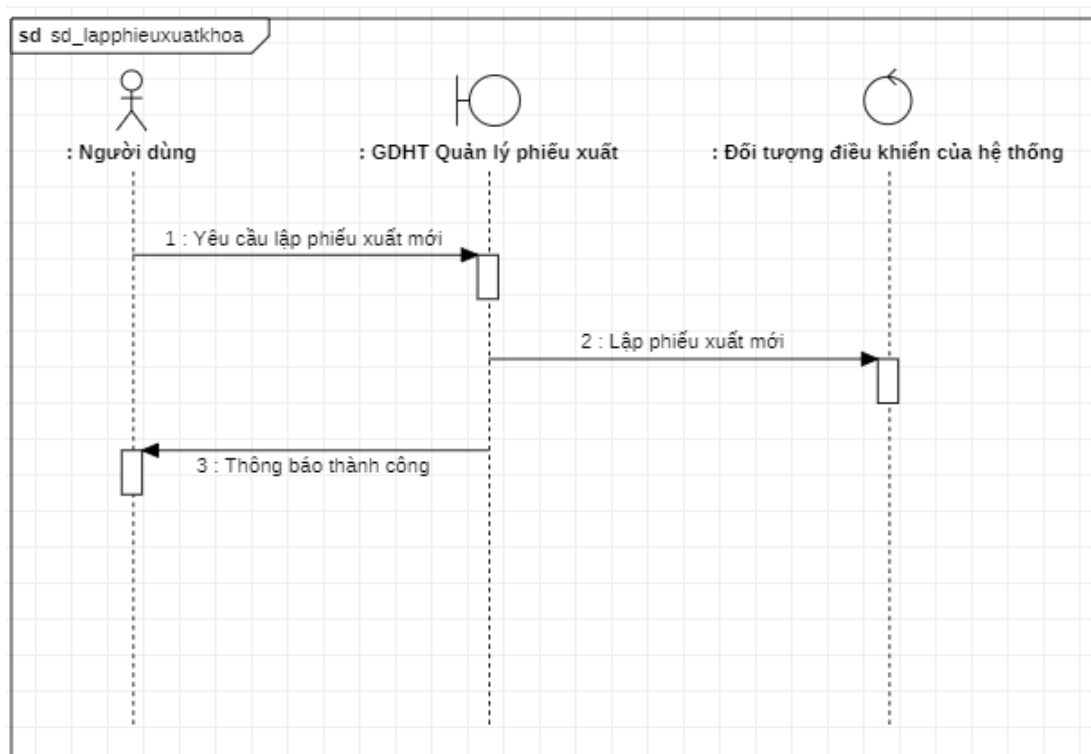 sd sd_lapphieuxuatkhoa
: Người dùng
: GDHT Quản lý phiếu xuất
: Đối tượng điều khiển của hệ thống
1 : Yêu cầu lập phiếu xuất mới
2 : Lập phiếu xuất mới
3 : Thông báo thành công